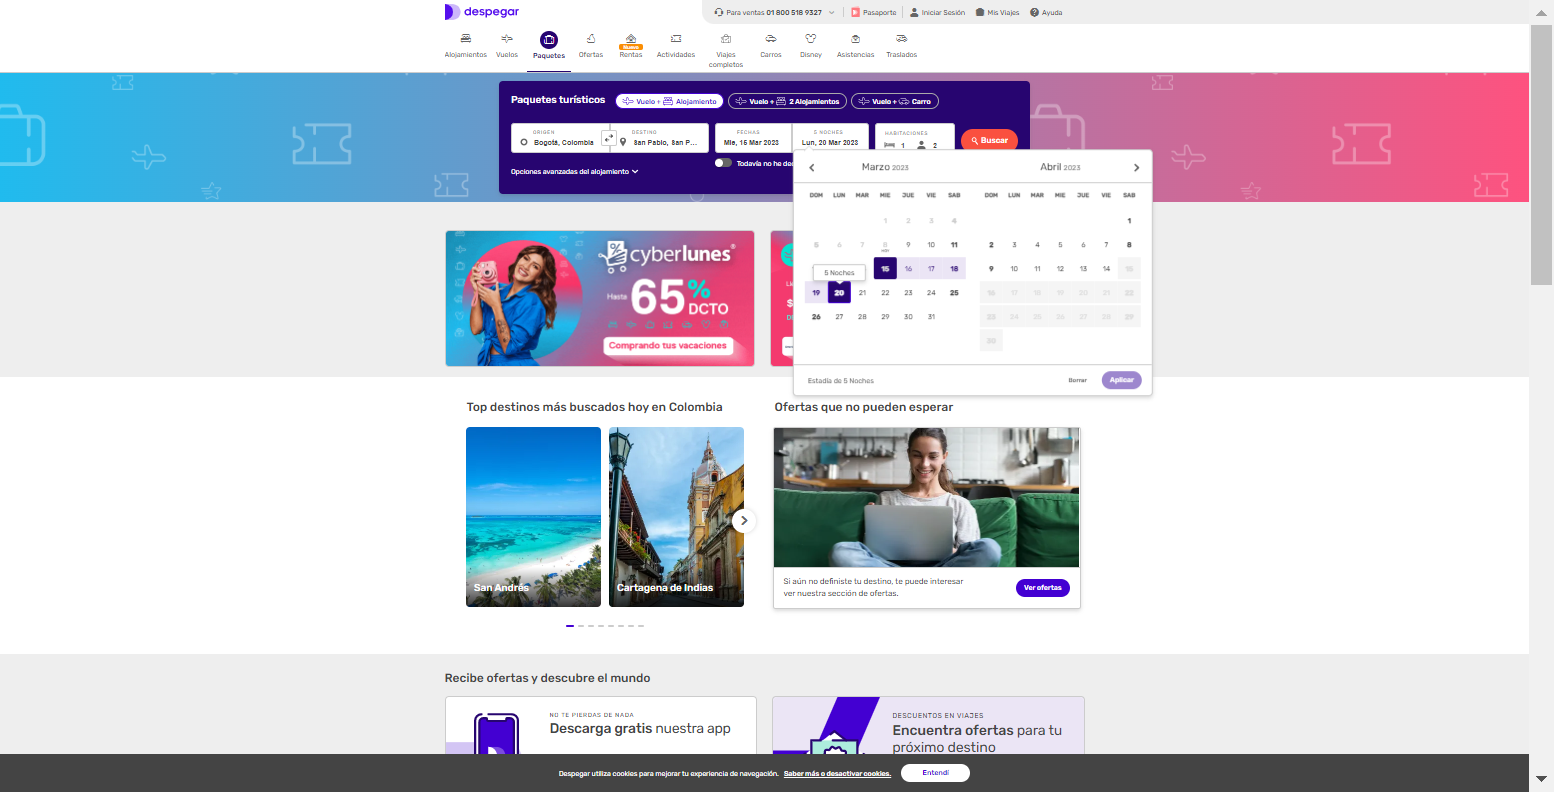 despegar
Para ventas 01 800 518 9327
Pasaporte
Iniciar Sesión
Mis Viajes
Ayuda
Alojamientos
Vuelos
Paquetes
Ofertas
Nuevo
Rentas
Actividades
Viajes
completos
Carros
Disney
Asistencias
Traslados
Paquetes turísticos
Vuelo + Alojamiento
Vuelo + 2 Alojamientos
Vuelo + Carro
ORIGEN
Bogotá, Colombia
DESTINO
San Pablo, San P...
FECHAS
Mie, 15 Mar 2023
5 NOCHES
Lun, 20 Mar 2023
HABITACIONES
1
2
Buscar
Todavía no he dec
Opciones avanzadas del alojamiento
Marzo 2023
DOM LUN MAR MIE JUE VIE SAB
1 2 3 4
5 6 7 8 9 10 11
15 16 17 18
5 Noches
19 20 21 22 23 24 25
26 27 28 29 30 31
Abril 2023
DOM LUN MAR MIE JUE VIE SAB
1
2 3 4 5 6 7 8
9 10 11 12 13 14 15
16 17 18 19 20 21 22
23 24 25 26 27 28 29
30
Estadía de 5 Noches
Borrar
Aplicar
cyberlunes
Hasta 65% DCTO
Comprando tus vacaciones
Top destinos más buscados hoy en Colombia
San Andrés
Cartagena de Indias
Ofertas que no pueden esperar
Si aún no definiste tu destino, te puede interesar
ver nuestra sección de ofertas.
Ver ofertas
Recibe ofertas y descubre el mundo
NO TE PIERDAS DE NADA
Descarga gratis nuestra app
DESCUENTOS EN VIAJES
Encuentra ofertas para tu
próximo destino
Despegar utiliza cookies para mejorar tu experiencia de navegación. Saber más o desactivar cookies.
Entendí